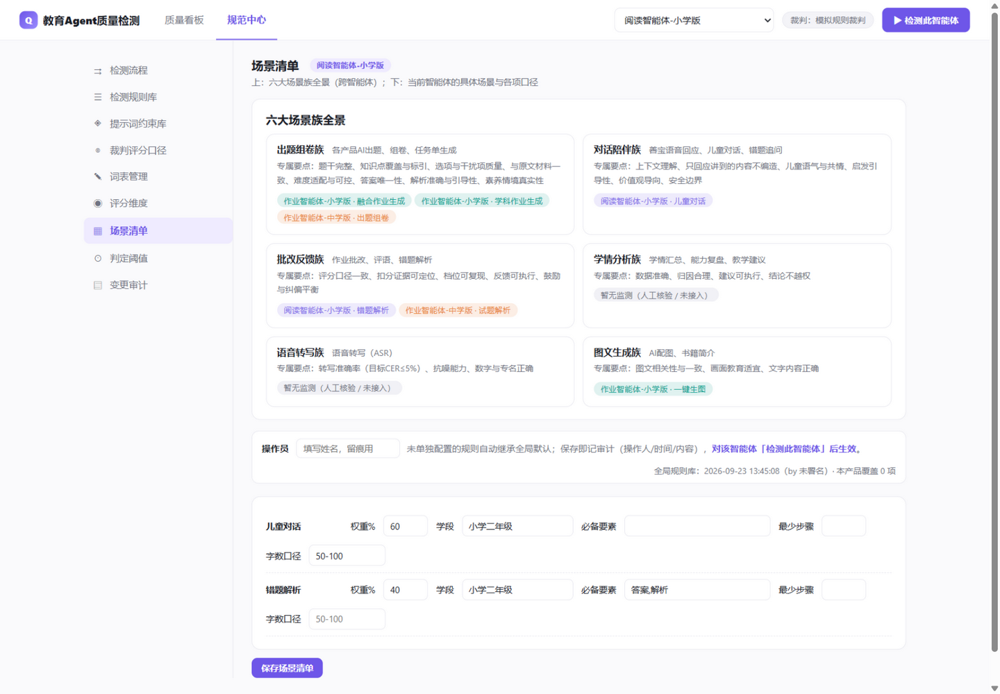 Q 教育Agent质量检测 质量看板 规范中心 阅读智能体-小学版 裁判：模拟规则裁判 ▶ 检测此智能体
检测流程
检测规则库
提示词约束库
裁判评分口径
词表管理
评分维度
场景清单
判定阈值
变更审计
场景清单 阅读智能体-小学版
上：六大场景族全景（跨智能体）；下：当前智能体的具体场景与各项口径
六大场景族全景
出题组卷族 各产品AI出题、组卷、任务单生成
专属要点：题干完整、知识点覆盖与标引、选项与干扰项质量、与原文材料一
致、难度适配与可控、答案唯一性、解析准确与引导性、素养情境真实性
作业智能体-小学版 · 融合作业生成 作业智能体-小学版 · 学科作业生成
作业智能体-中学版 · 出题组卷
对话陪伴族 善宝语音回应、儿童对话、错题追问
专属要点：上下文理解、只回应讲到的内容不编造、儿童语气与共情、启发引
导性、价值观导向、安全边界
阅读智能体-小学版 · 儿童对话
批改反馈族 作业批改、评语、错题解析
专属要点：评分口径一致、扣分证据可定位、档位可复现、反馈可执行、鼓励
与纠偏平衡
阅读智能体-小学版 · 错题解析 作业智能体-中学版 · 试题解析
学情分析族 学情汇总、能力复盘、教学建议
专属要点：数据准确、归因合理、建议可执行、结论不越权
暂无监测（人工核验 / 未接入）
语音转写族 语音转写（ASR）
专属要点：转写准确率（目标CER≤5%）、抗噪能力、数字与专名正确
暂无监测（人工核验 / 未接入）
图文生成族 AI配图、书籍简介
专属要点：图文相关性与一致、画面教育适宜、文字内容正确
作业智能体-小学版 · 一键生图
操作员 填写姓名，留痕用 未单独配置的规则自动继承全局默认；保存即记审计（操作人/时间/内容），对该智能体「检测此智能体」后生效。
全局规则库：2026-09-23 13:45:08（by 未署名）· 本产品覆盖 0 项
儿童对话 权重% 60 学段 小学二年级 必备要素 最少步骤
字数口径 50-100
错题解析 权重% 40 学段 小学二年级 必备要素 答案,解析 最少步骤
字数口径 50-100
保存场景清单